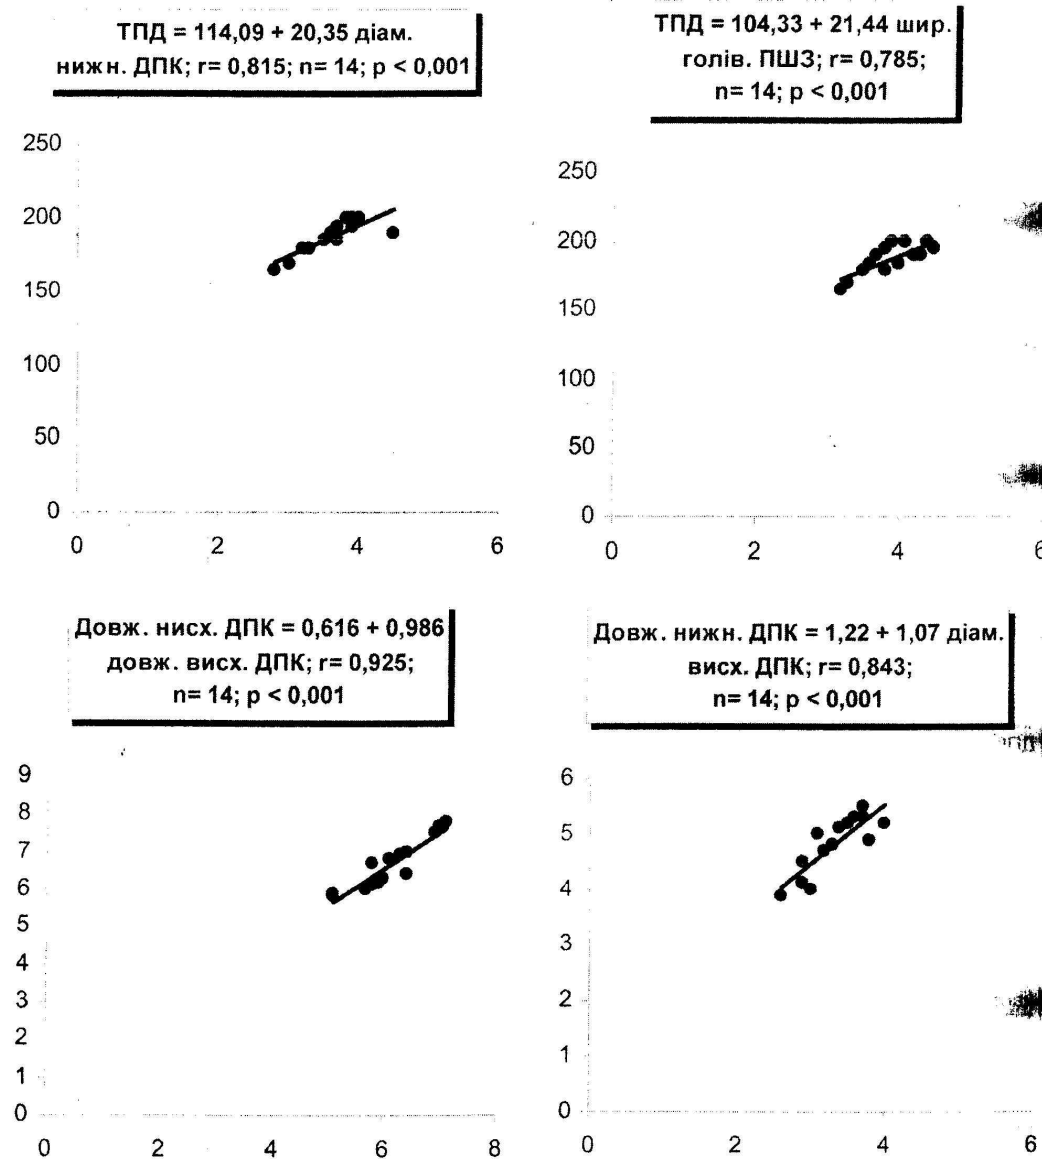 ТПД = 114,09 + 20,35 діам.
нижн. ДПК; r= 0,815; n= 14; p < 0,001
250
200
150
100
50
0
0 2 4 6
ТПД = 104,33 + 21,44 шир.
голів. ПШЗ; r= 0,785;
n= 14; p < 0,001
250
200
150
100
50
0
0 2 4 6
Довж. нисх. ДПК = 0,616 + 0,986
довж. висх. ДПК; r= 0,925;
n= 14; p < 0,001
9
8
7
6
5
4
3
2
1
0
0 2 4 6 8
Довж. нижн. ДПК = 1,22 + 1,07 діам.
висх. ДПК; r= 0,843;
n= 14; p < 0,001
6
5
4
3
2
1
0
0 2 4 6